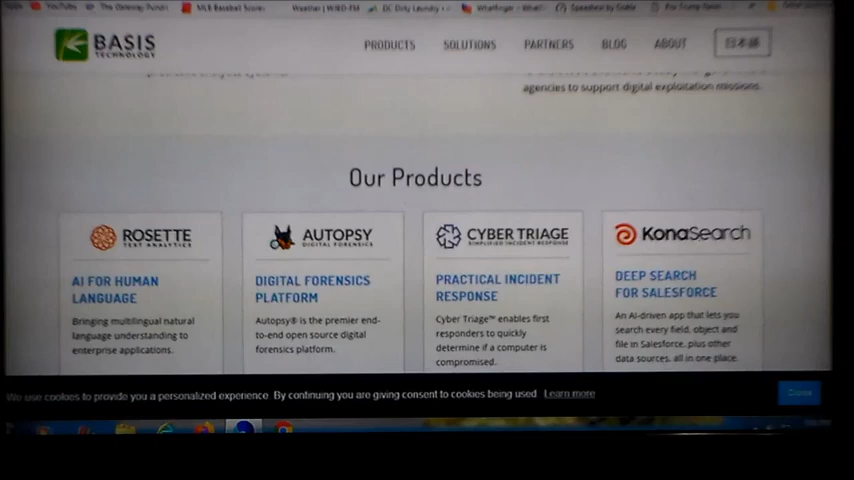 YouTube
MLB Baseball Scores
BASIS
TECHNOLOGY
PRODUCTS SOLUTIONS PARTNERS BLOG ABOUT 日本語
agencies to support digital exploitation missions.
Our Products
ROSETTE
TEXT ANALYTICS
AI FOR HUMAN
LANGUAGE
Bringing multilingual natural
language understanding to
enterprise applications.
AUTOPSY
DIGITAL FORENSICS
DIGITAL FORENSICS
PLATFORM
Autopsy® is the premier end-
to-end open source digital
forensics platform.
CYBER TRIAGE
SIMPLIFIED INCIDENT RESPONSE
PRACTICAL INCIDENT
RESPONSE
Cyber Triage™ enables first
responders to quickly
determine if a computer is
compromised.
KonaSearch
DEEP SEARCH
FOR SALESFORCE
An AI-driven app that lets you
search every field, object and
file in Salesforce, plus other
data sources, all in one place.
We use cookies to provide you a personalized experience. By continuing you are giving consent to cookies being used Learn more
Close